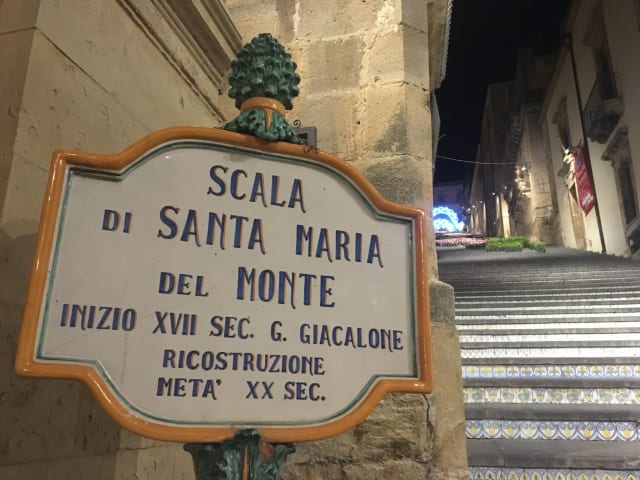 SCALA
DI SANTA MARIA
DEL MONTE
INIZIO XVII SEC. G. GIACALONE
RICOSTRUZIONE
META' XX SEC.